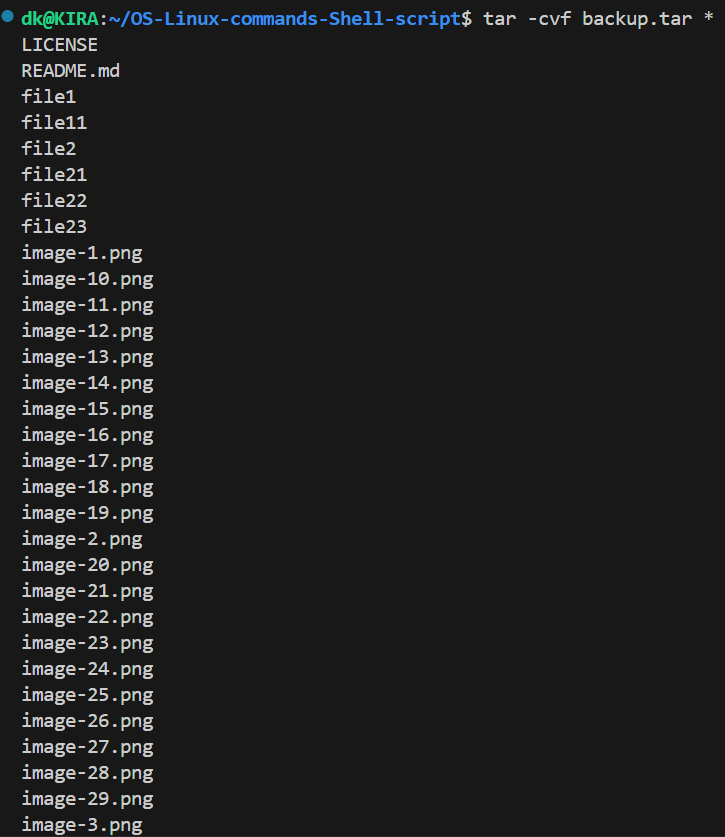 dk@KIRA:~/OS-Linux-commands-Shell-script$ tar -cvf backup.tar *
LICENSE
README.md
file1
file11
file2
file21
file22
file23
image-1.png
image-10.png
image-11.png
image-12.png
image-13.png
image-14.png
image-15.png
image-16.png
image-17.png
image-18.png
image-19.png
image-2.png
image-20.png
image-21.png
image-22.png
image-23.png
image-24.png
image-25.png
image-26.png
image-27.png
image-28.png
image-29.png
image-3.png